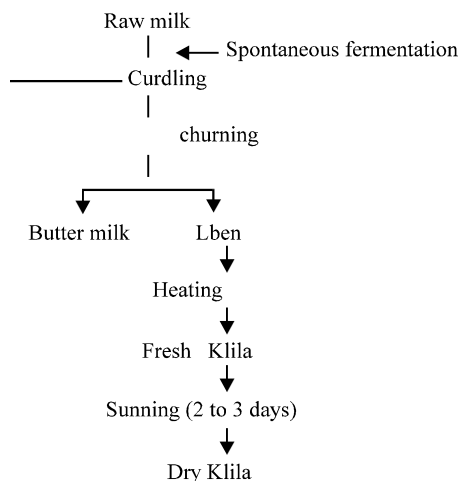 Raw milk
Spontaneous fermentation
Curdling
churning
Butter milk Lben
Heating
Fresh Klila
Sunning (2 to 3 days)
Dry Klila